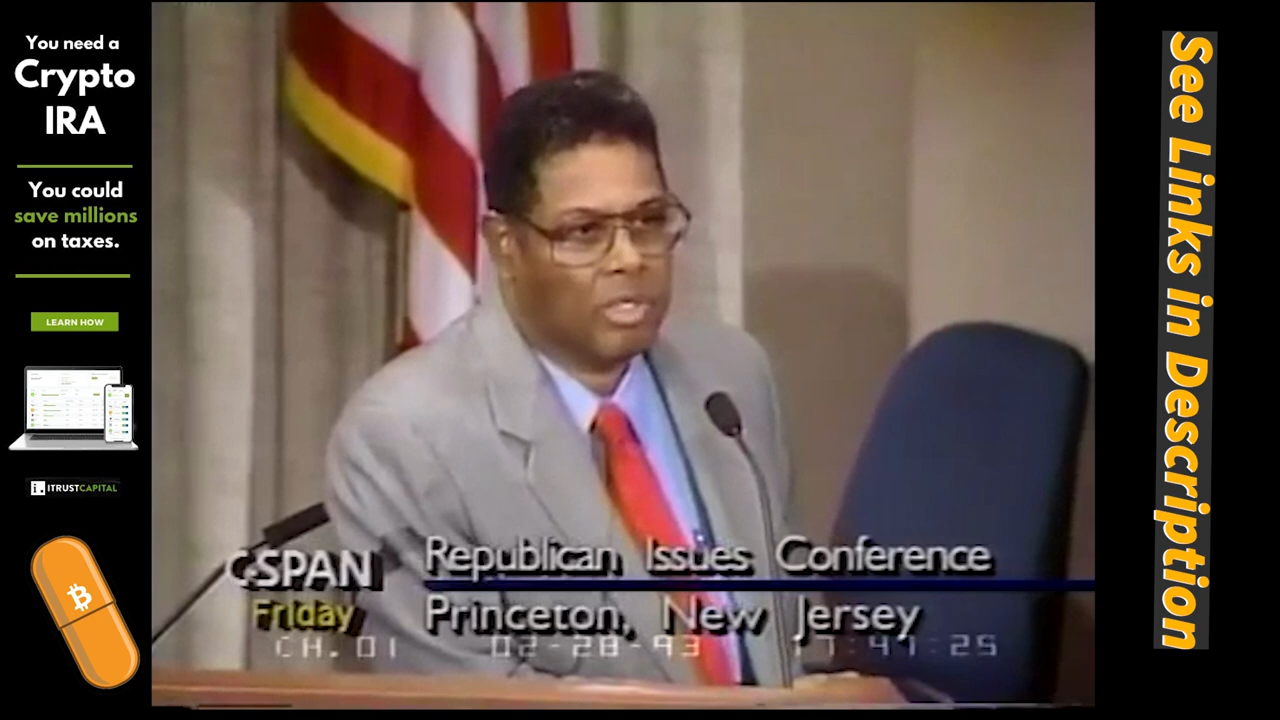 You need a
Crypto
IRA
You could
save millions
on taxes.
LEARN HOW
i. ITRUSTCAPITAL
₿
C-SPAN
Friday
Republican Issues Conference
Princeton, New Jersey
CH. 01 02-28-93 17:41:25
See Links in Description